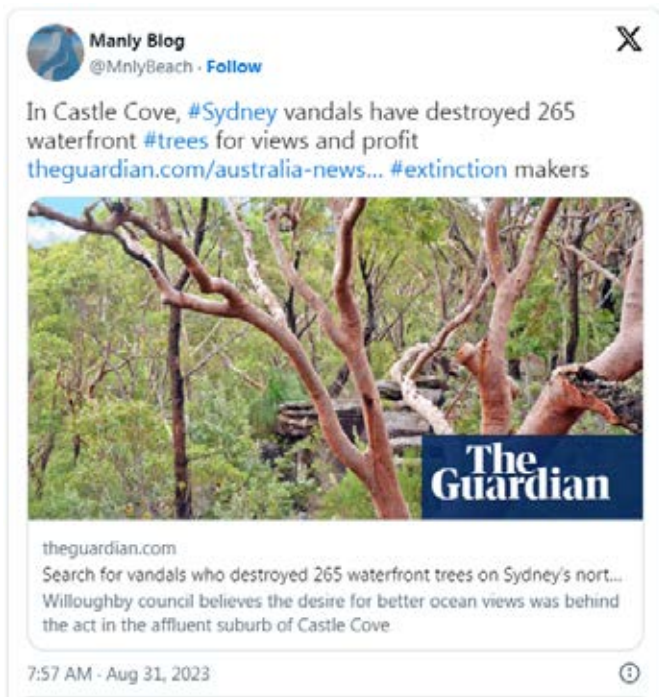 Manly Blog
@MnlyBeach · Follow
In Castle Cove, #Sydney vandals have destroyed 265
waterfront #trees for views and profit
theguardian.com/australia-news... #extinction makers
The
Guardian
theguardian.com
Search for vandals who destroyed 265 waterfront trees on Sydney's nort...
Willoughby council believes the desire for better ocean views was behind
the act in the affluent suburb of Castle Cove
7:57 AM · Aug 31, 2023